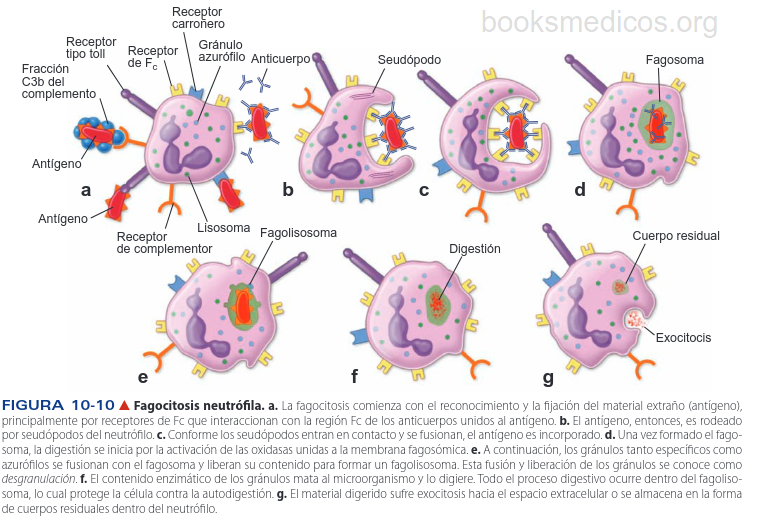 booksmedicos.org
Receptor
carroñero
Receptor
tipo toll
Receptor
de Fc
Gránulo
azurófilo
Anticuerpo
Fracción
C3b del
complemento
Antígeno
a
Antígeno
Receptor
de complementor
Lisosoma
Seudópodo
b
c
Fagosoma
d
Fagolisosoma
e
Digestión
f
Cuerpo residual
Exocitocis
g
FIGURA 10-10 ▲ Fagocitosis neutrófila. a. La fagocitosis comienza con el reconocimiento y la fijación del material extraño (antígeno),
principalmente por receptores de Fc que interaccionan con la región Fc de los anticuerpos unidos al antígeno. b. El antígeno, entonces, es rodeado
por seudópodos del neutrófilo. c. Conforme los seudópodos entran en contacto y se fusionan, el antígeno es incorporado. d. Una vez formado el fago-
soma, la digestión se inicia por la activación de las oxidasas unidas a la membrana fagosómica. e. A continuación, los gránulos tanto específicos como
azurófilos se fusionan con el fagosoma y liberan su contenido para formar un fagolisosoma. Esta fusión y liberación de los gránulos se conoce como
desgranulación. f. El contenido enzimático de los gránulos mata al microorganismo y lo digiere. Todo el proceso digestivo ocurre dentro del fagoliso-
soma, lo cual protege la célula contra la autodigestión. g. El material digerido sufre exocitosis hacia el espacio extracelular o se almacena en la forma
de cuerpos residuales dentro del neutrófilo.